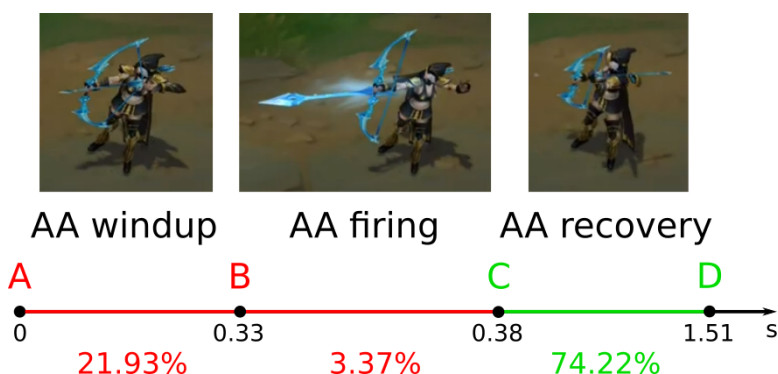 AA windup AA firing AA recovery
A B C D
0 0.33 0.38 1.51 s
21.93% 3.37% 74.22%